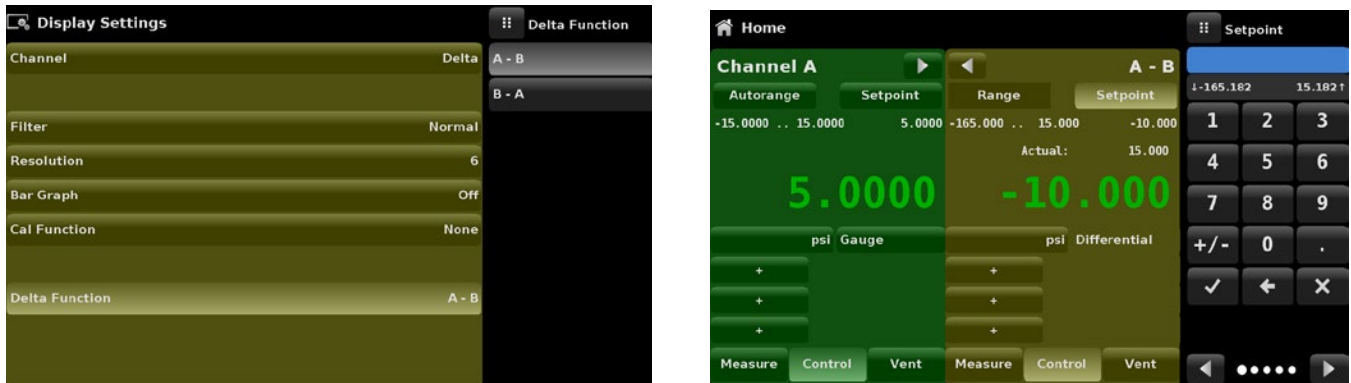 Display Settings
Delta Function
Channel Delta
A - B
B - A
Filter Normal
Resolution 6
Bar Graph Off
Cal Function None
Delta Function A - B
Home
Setpoint
Channel A
A - B
Autorange Setpoint Range Setpoint
↓-165.182 15.182↑
-15.0000 .. 15.0000 5.0000 -165.000 .. 15.000 -10.000
Actual: 15.000
5.0000 -10.000
psi Gauge psi Differential
+ +
+ +
+ +
Measure Control Vent Measure Control Vent
1 2 3
4 5 6
7 8 9
+/- 0 .